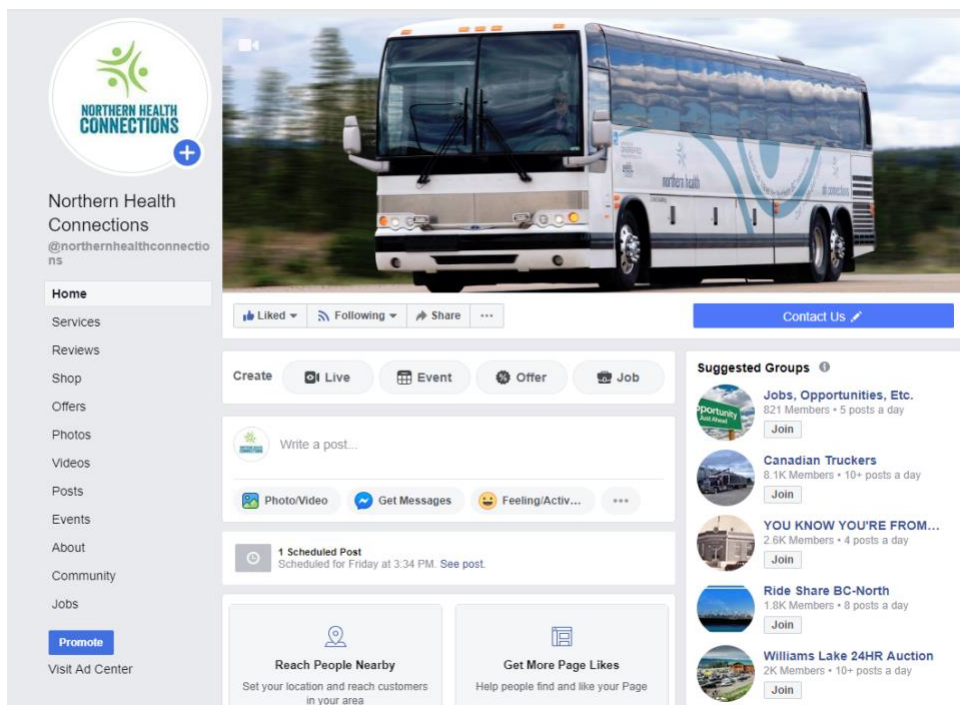 NORTHERN HEALTH
CONNECTIONS
Northern Health
Connections
@northernhealthconnectio
ns
Home
Services
Reviews
Shop
Offers
Photos
Videos
Posts
Events
About
Community
Jobs
Promote
Visit Ad Center
northern health
connections
Liked
Following
Share
Contact Us
Create
Live
Event
Offer
Job
Write a post...
Photo/Video
Get Messages
Feeling/Activ...
1 Scheduled Post
Scheduled for Friday at 3:34 PM. See post.
Reach People Nearby
Set your location and reach customers
in your area
Get More Page Likes
Help people find and like your Page
Suggested Groups
Opportunity
Just Ahead
Jobs, Opportunities, Etc.
821 Members • 5 posts a day
Join
Canadian Truckers
8.1K Members • 10+ posts a day
Join
YOU KNOW YOU'RE FROM...
2.6K Members • 4 posts a day
Join
Ride Share BC-North
1.8K Members • 8 posts a day
Join
Williams Lake 24HR Auction
2K Members • 10+ posts a day
Join